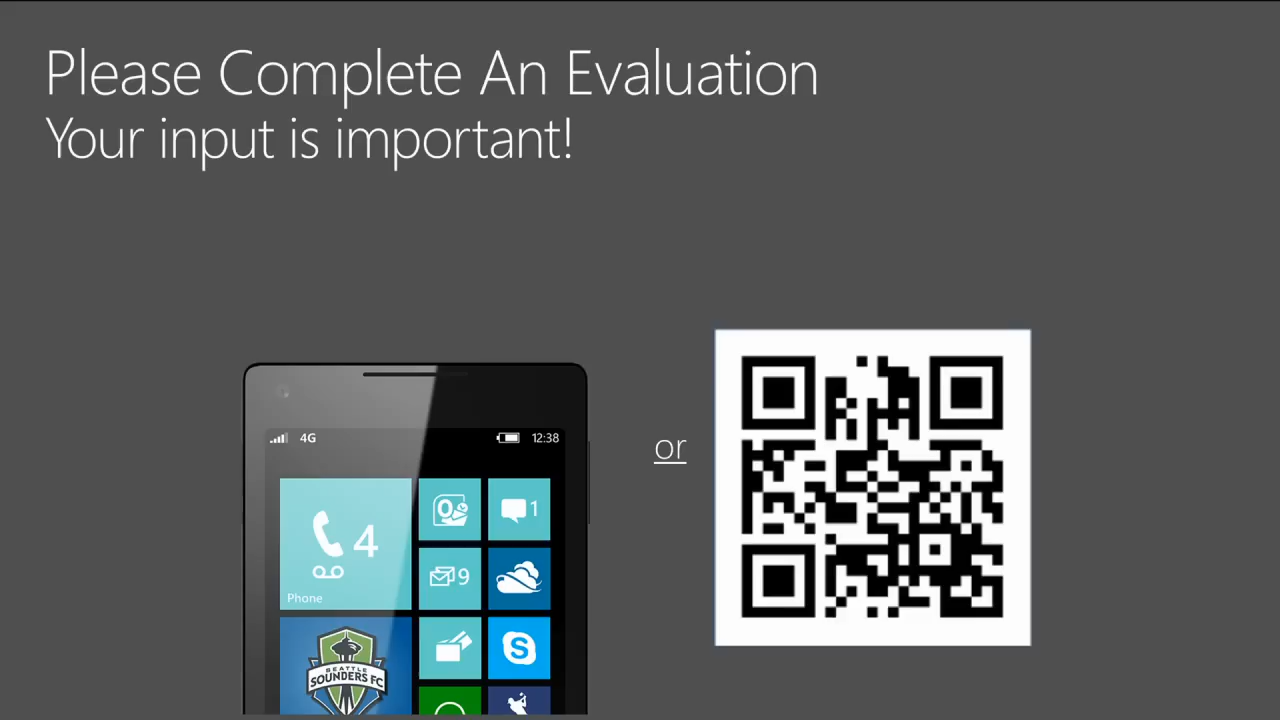 Please Complete An Evaluation
Your input is important!
4G
12:38
or
4
1
9
Phone
SEATTLE
SOUNDERS FC